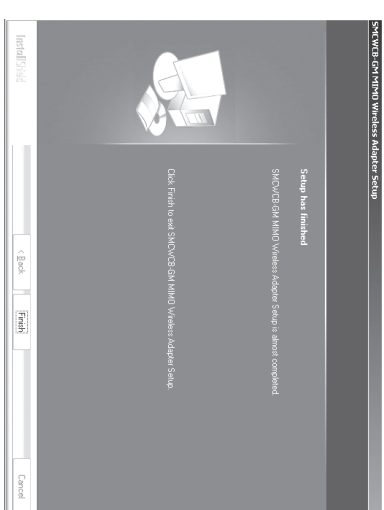 SMCWCB-GM MIMO Wireless Adapter Setup
Setup has finished
SMCWCB-GM MIMO Wireless Adapter Setup is almost completed.
Click Finish to exit SMCWCB-GM MIMO Wireless Adapter Setup.
InstallShield
< Back
Finish
Cancel